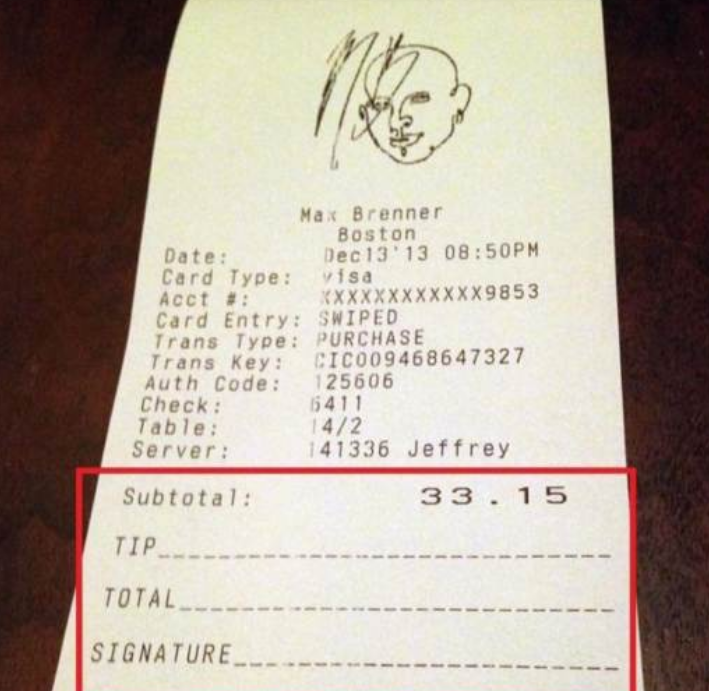 Max Brenner
Boston
Date: Dec13'13 08:50PM
Card Type: visa
Acct #: XXXXXXXXXXXX9853
Card Entry: SWIPED
Trans Type: PURCHASE
Trans Key: CIC009468647327
Auth Code: 125606
Check: 6411
Table: 14/2
Server: 141336 Jeffrey
Subtotal: 33.15
TIP
TOTAL
SIGNATURE